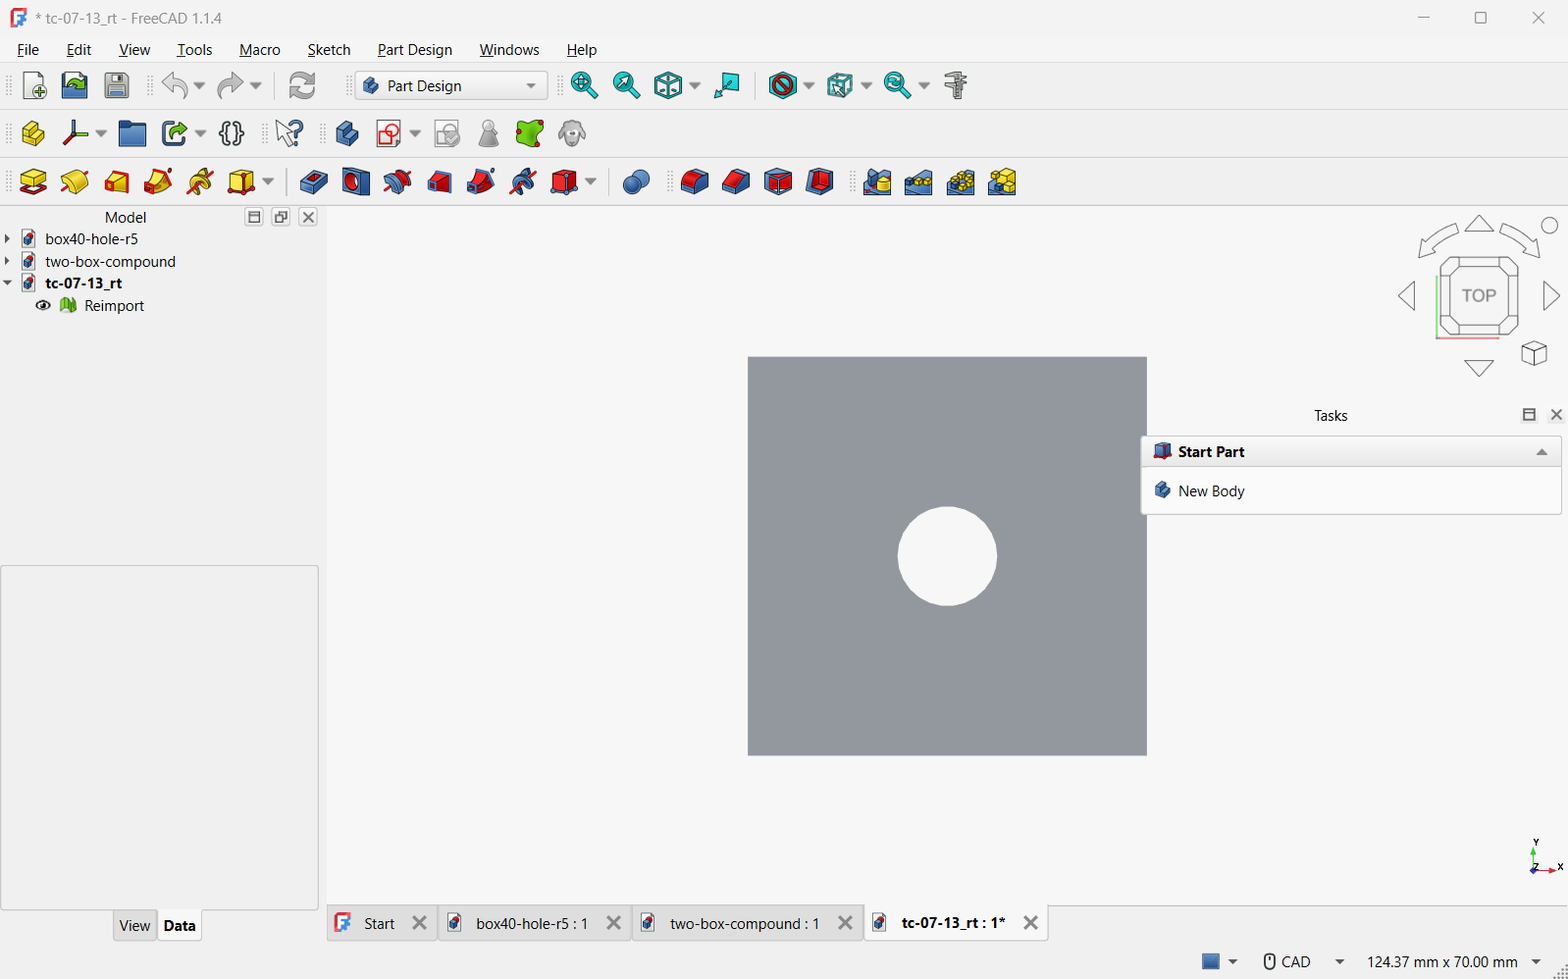 * tc-07-13_rt - FreeCAD 1.1.4
File Edit View Tools Macro Sketch Part Design Windows Help
Part Design
Model
box40-hole-r5
two-box-compound
tc-07-13_rt
Reimport
TOP
Tasks
Start Part
New Body
Y
Z X
View Data
Start box40-hole-r5 : 1 two-box-compound : 1 tc-07-13_rt : 1*
CAD 124.37 mm x 70.00 mm